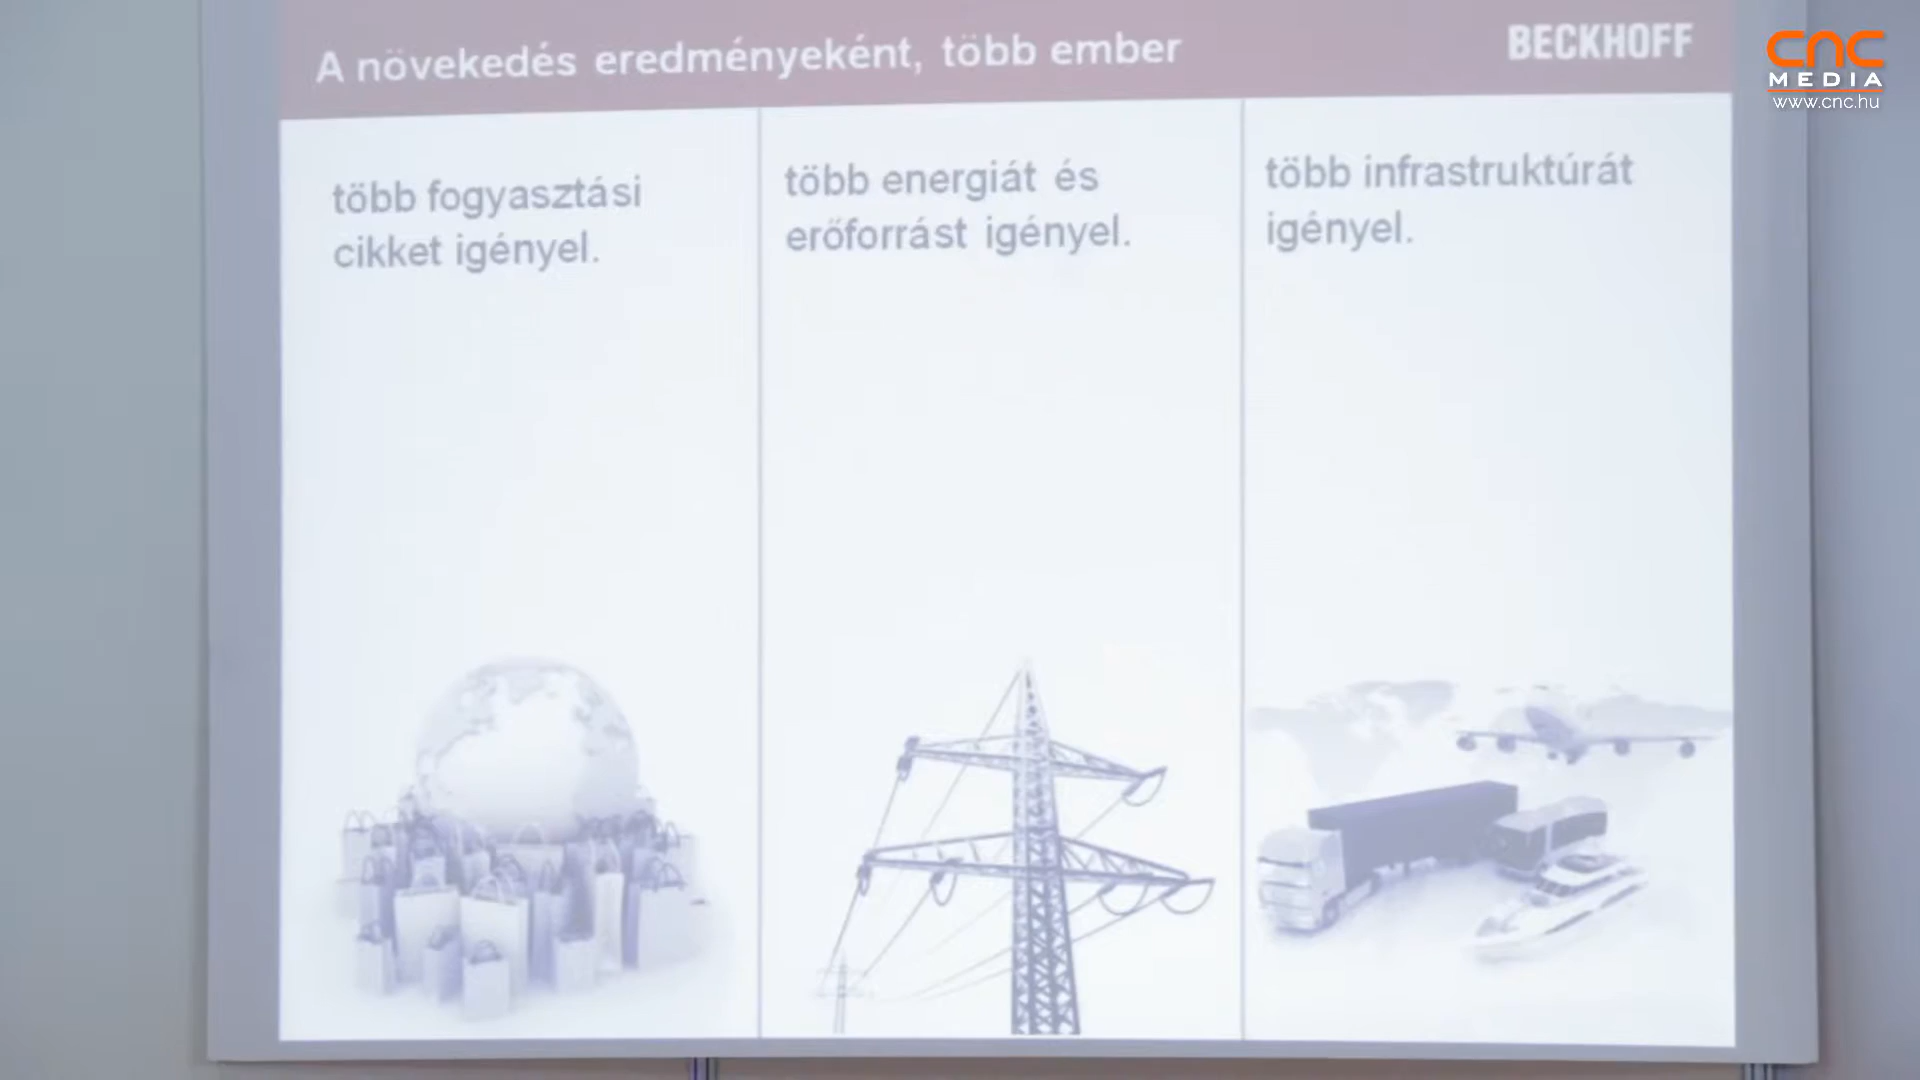 A növekedés eredményeként, több ember
BECKHOFF
cnc
MEDIA
www.cnc.hu
több fogyasztási
cikket igényel.
több energiát és
erőforrást igényel.
több infrastruktúrát
igényel.